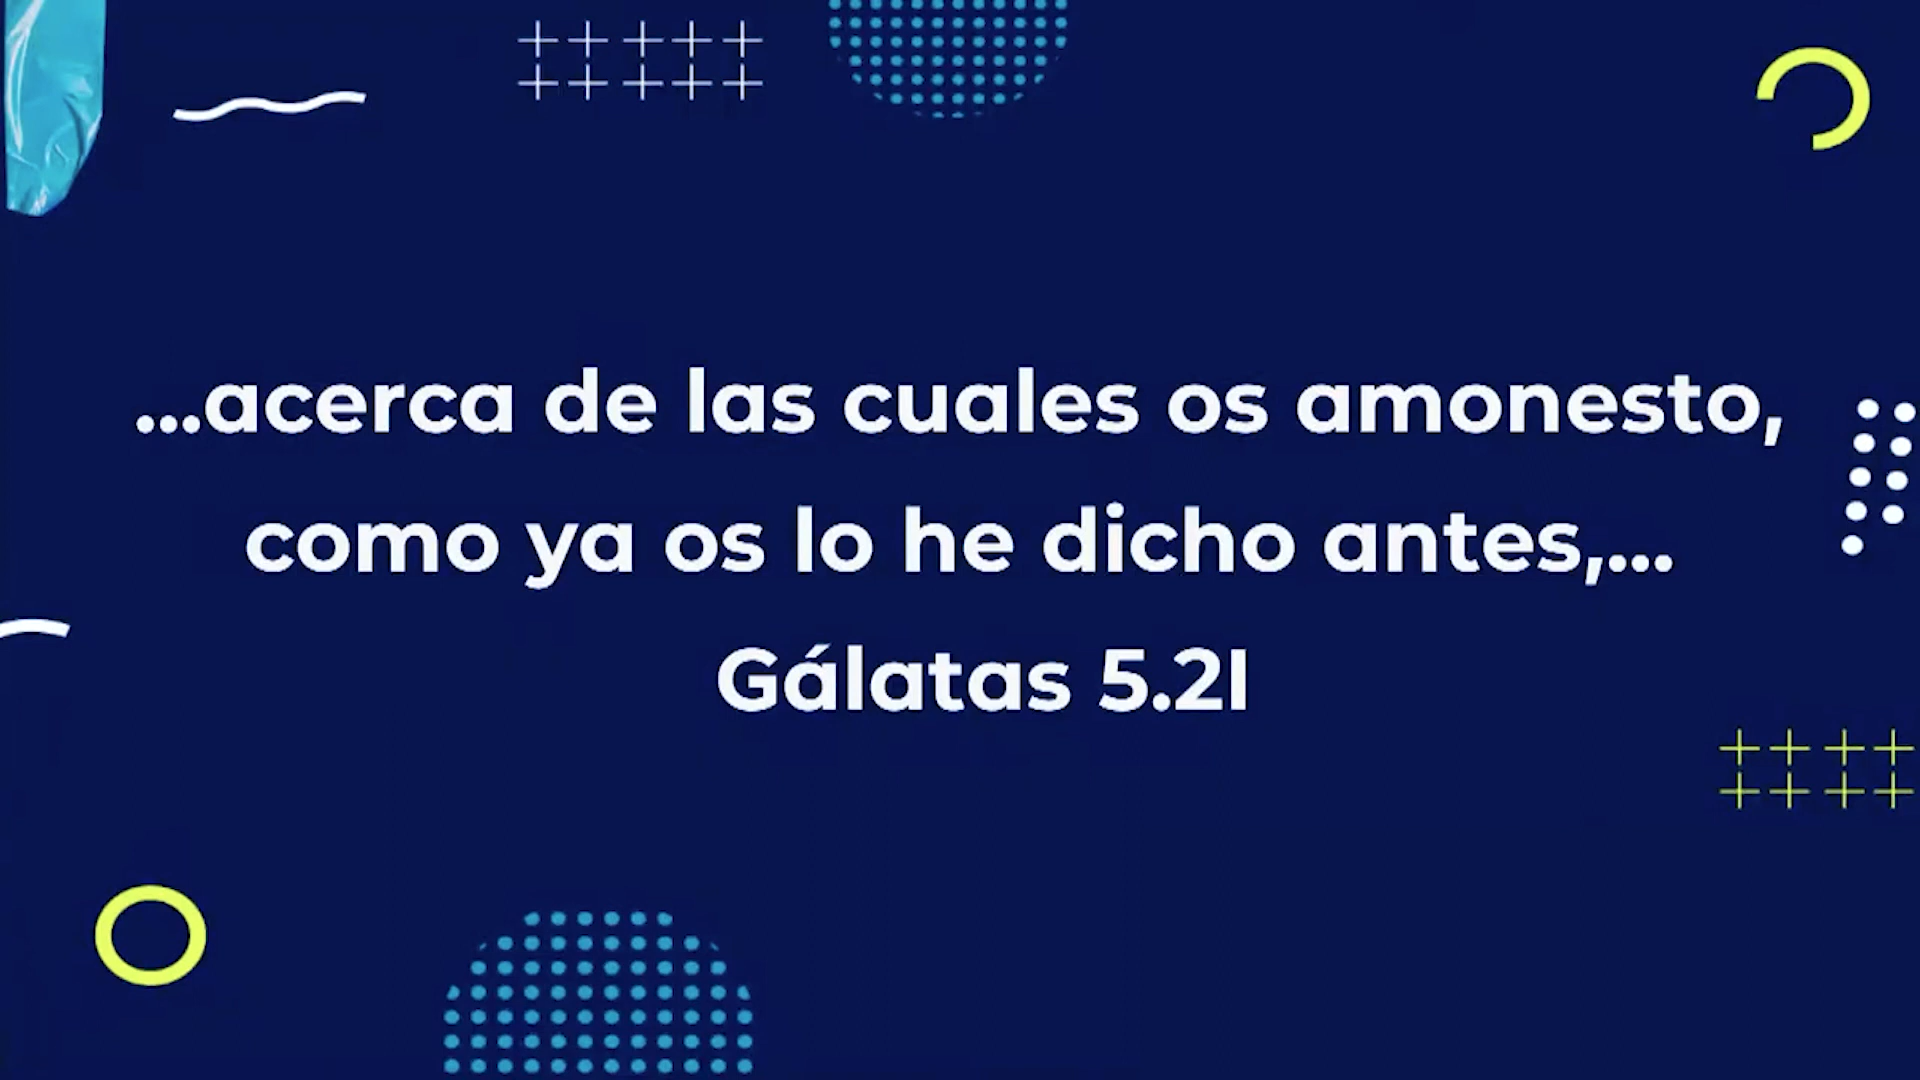 ...acerca de las cuales os amonesto,
como ya os lo he dicho antes,...
Gálatas 5.21